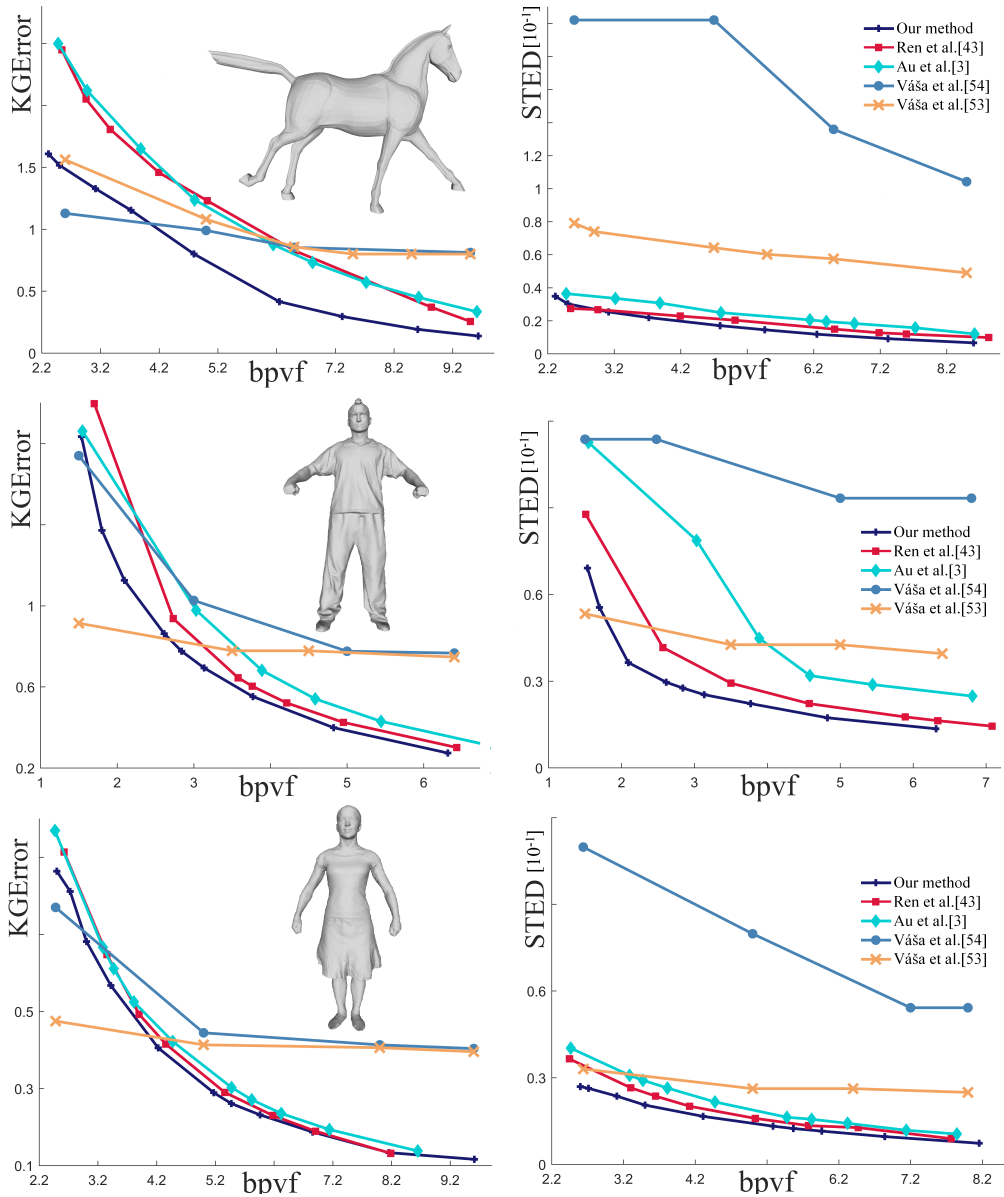 KGError
1.5
1
0.5
0
2.2 3.2 4.2 5.2 6.2 7.2 8.2 9.2
bpvf
STED [10⁻¹]
Our method
Ren et al.[43]
Au et al.[3]
Váša et al.[54]
Váša et al.[53]
1.2
1
0.8
0.6
0.4
0.2
0
2.2 3.2 4.2 6.2 7.2 8.2
bpvf
KGError
1
0.6
0.2
1 2 3 5 6
bpvf
STED [10⁻¹]
Our method
Ren et al.[43]
Au et al.[3]
Váša et al.[54]
Váša et al.[53]
0.6
0.3
0
1 2 3 5 6 7
bpvf
KGError
0.5
0.3
0.1
2.2 3.2 4.2 5.2 6.2 7.2 8.2 9.2
bpvf
STED [10⁻¹]
Our method
Ren et al.[43]
Au et al.[3]
Váša et al.[54]
Váša et al.[53]
0.6
0.3
0
2.2 3.2 4.2 6.2 7.2 8.2
bpvf